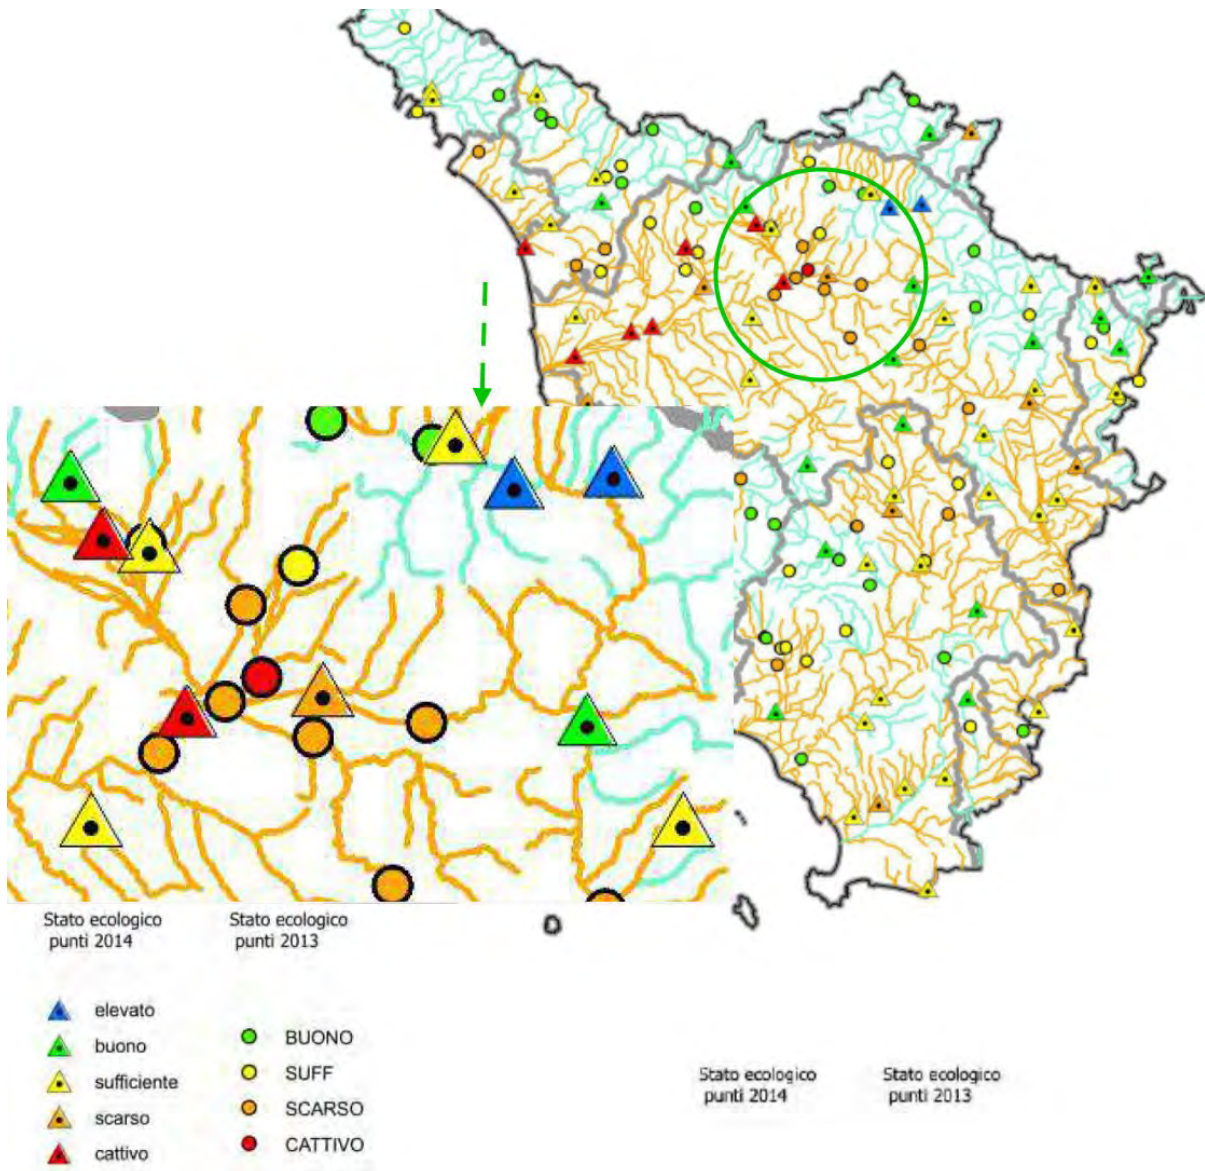 Stato ecologico
punti 2014
Stato ecologico
punti 2013
elevato
buono
sufficiente
scarso
cattivo
BUONO
SUFF
SCARSO
CATTIVO
Stato ecologico
punti 2014
Stato ecologico
punti 2013